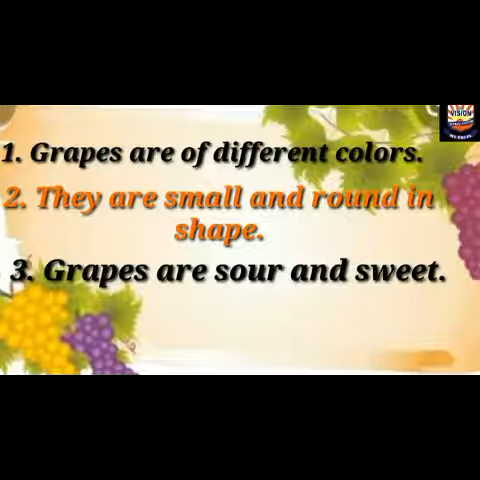 VISION
1. Grapes are of different colors.
2. They are small and round in
shape.
3. Grapes are sour and sweet.